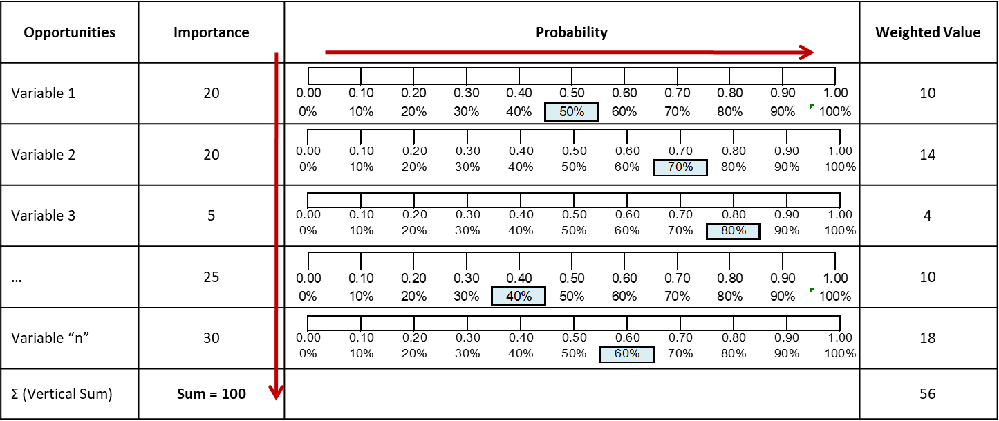 Opportunities Importance Probability Weighted Value
Variable 1 20 10
0.00 0.10 0.20 0.30 0.40 0.50 0.60 0.70 0.80 0.90 1.00
0% 10% 20% 30% 40% 50% 60% 70% 80% 90% 100%
Variable 2 20 14
0.00 0.10 0.20 0.30 0.40 0.50 0.60 0.70 0.80 0.90 1.00
0% 10% 20% 30% 40% 50% 60% 70% 80% 90% 100%
Variable 3 5 4
0.00 0.10 0.20 0.30 0.40 0.50 0.60 0.70 0.80 0.90 1.00
0% 10% 20% 30% 40% 50% 60% 70% 80% 90% 100%
... 25 10
0.00 0.10 0.20 0.30 0.40 0.50 0.60 0.70 0.80 0.90 1.00
0% 10% 20% 30% 40% 50% 60% 70% 80% 90% 100%
Variable “n” 30 18
0.00 0.10 0.20 0.30 0.40 0.50 0.60 0.70 0.80 0.90 1.00
0% 10% 20% 30% 40% 50% 60% 70% 80% 90% 100%
Σ (Vertical Sum) Sum = 100 56